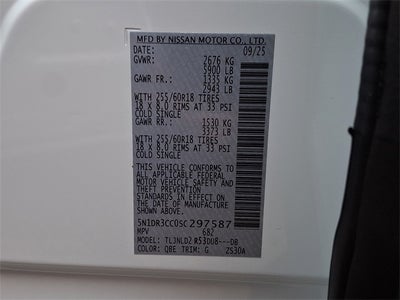 MFD BY NISSAN MOTOR CO., LTD.
DATE: 09/25
GVWR: 2676 KG
5900 LB
GAWR FR.: 1335 KG
2943 LB
WITH 255/60R18 TIRES
18 X 8.0 RIMS AT 33 PSI
COLD SINGLE
GAWR RR.: 1530 KG
3373 LB
WITH 255/60R18 TIRES
18 X 8.0 RIMS AT 33 PSI
COLD SINGLE
THIS VEHICLE CONFORMS TO
ALL APPLICABLE FEDERAL
MOTOR VEHICLE SAFETY
STANDARDS IN EFFECT ON
THE DATE OF MANUFACTURE
SHOWN ABOVE.
5N1DR3CC0SC297587
MPV 682
MODEL: TLJNLDZ R53DU8---DB
COLOR: QBE TRIM: G ZS30A